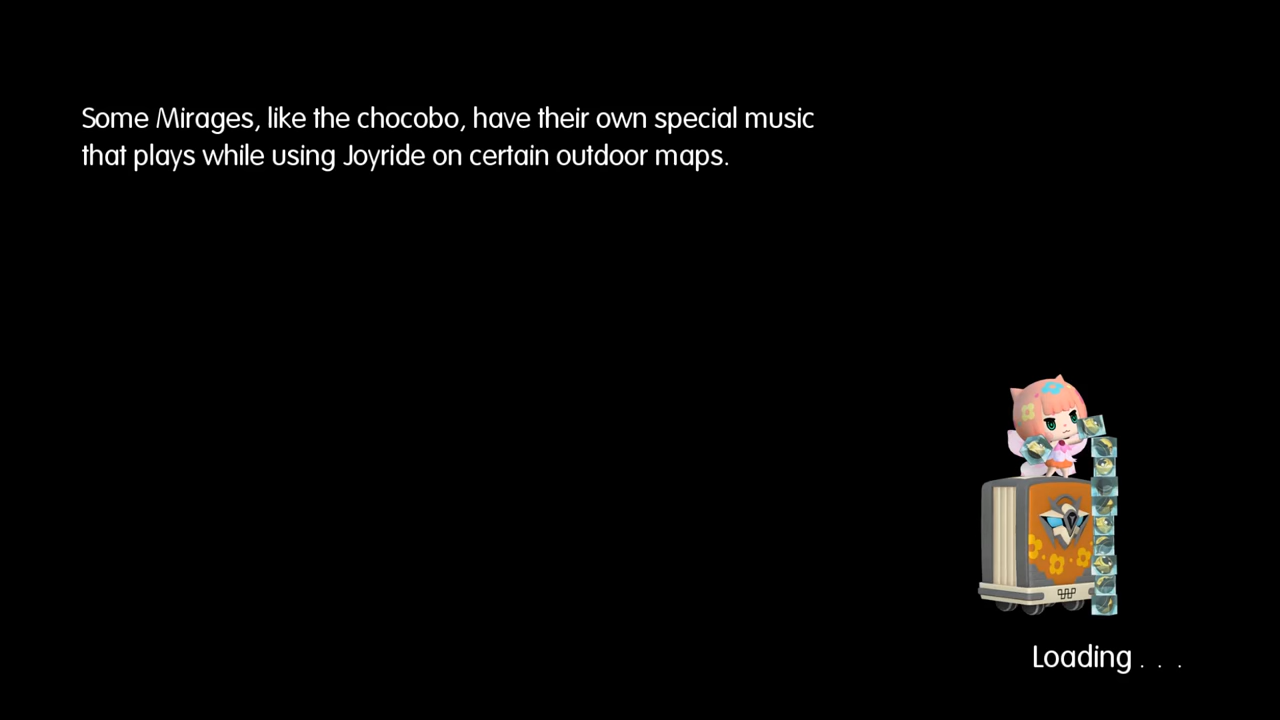 Some Mirages, like the chocobo, have their own special music
that plays while using Joyride on certain outdoor maps.
Loading . . .